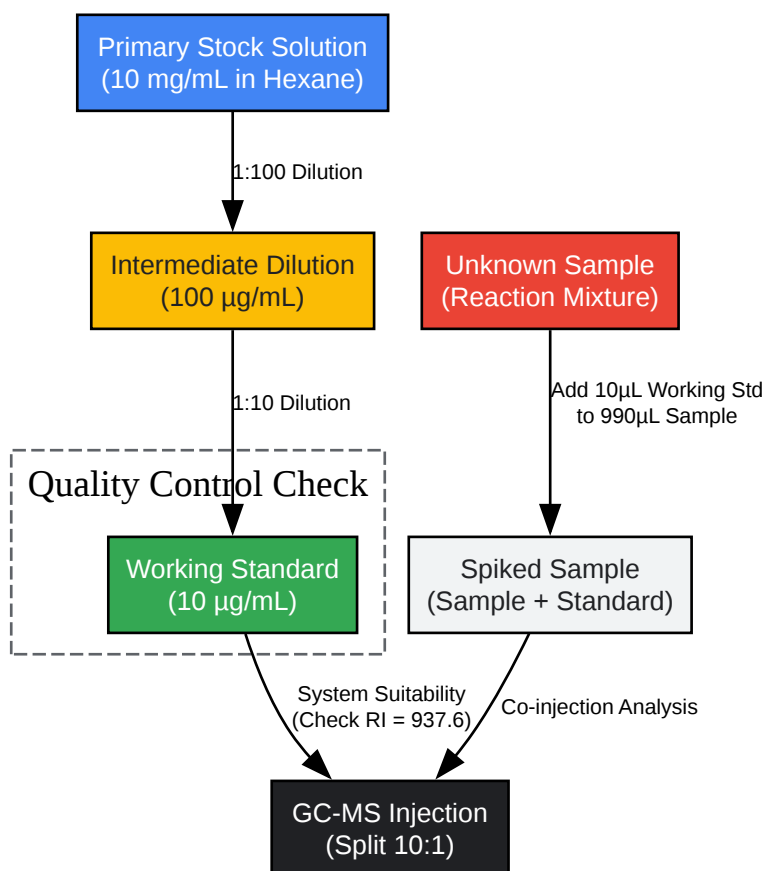 Primary Stock Solution
(10 mg/mL in Hexane)
1:100 Dilution
Intermediate Dilution
(100 µg/mL)
Unknown Sample
(Reaction Mixture)
1:10 Dilution
Add 10µL Working Std
to 990µL Sample
Quality Control Check
Working Standard
(10 µg/mL)
Spiked Sample
(Sample + Standard)
System Suitability
(Check RI = 937.6)
Co-injection Analysis
GC-MS Injection
(Split 10:1)